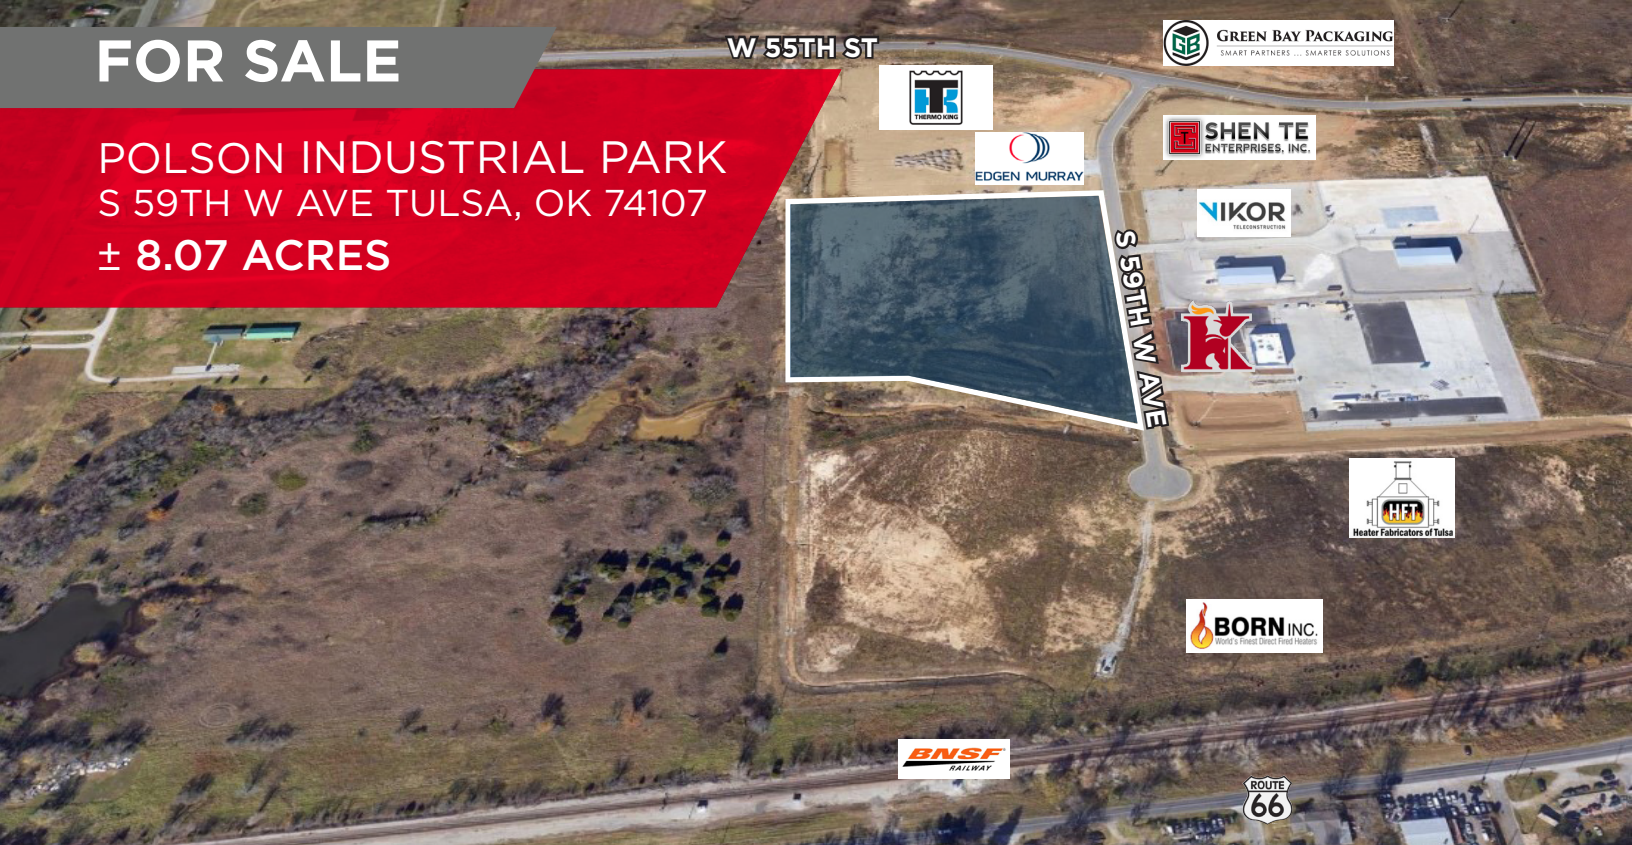 FOR SALE
POLSON INDUSTRIAL PARK
S 59TH W AVE TULSA, OK 74107
± 8.07 ACRES
W 55TH ST
GB
GREEN BAY PACKAGING
SMART PARTNERS ... SMARTER SOLUTIONS
TK
THERMO KING
EDGEN MURRAY
SHEN TE
ENTERPRISES, INC.
VIKOR
TELECONSTRUCTION
S 59TH W AVE
K
HFT
Heater Fabricators of Tulsa
BORN INC.
World's Finest Direct Fired Heaters
BNSF
RAILWAY
ROUTE
66